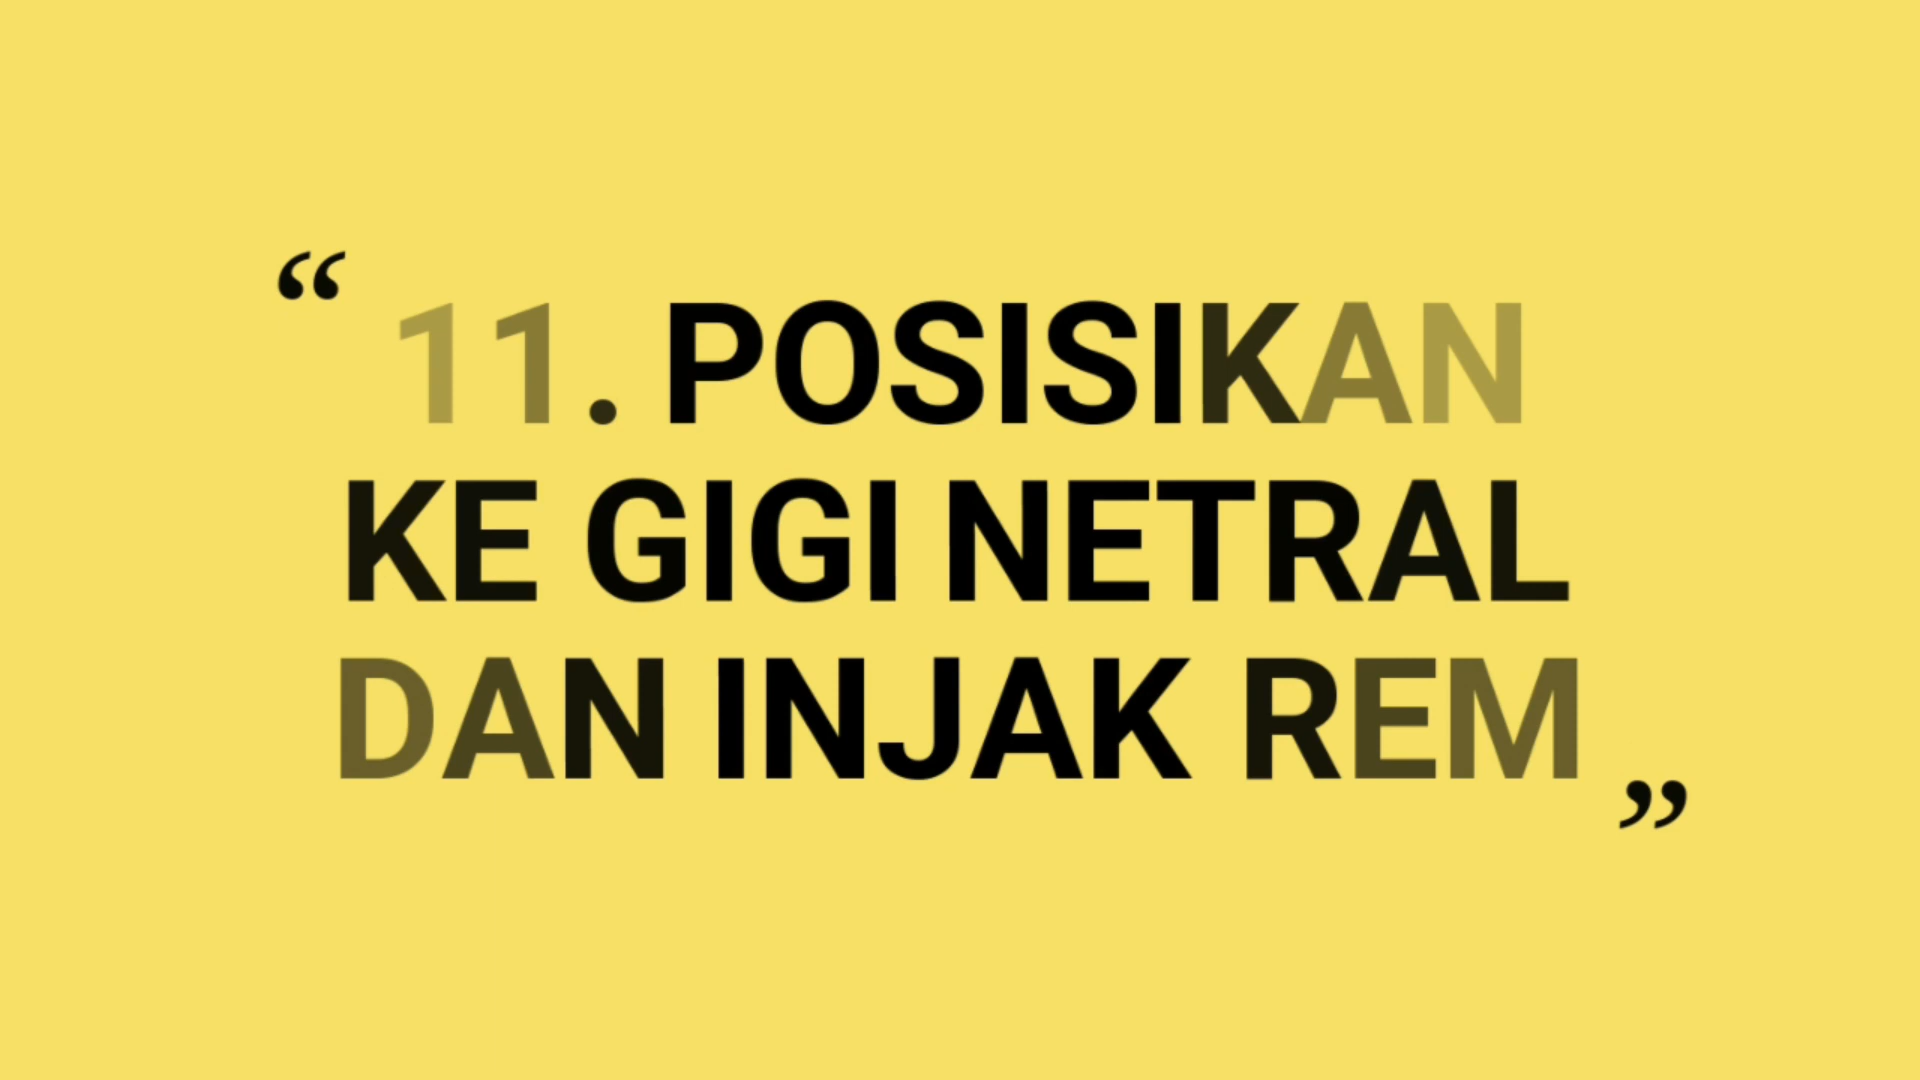 “11. POSISIKAN
KE GIGI NETRAL
DAN INJAK REM”